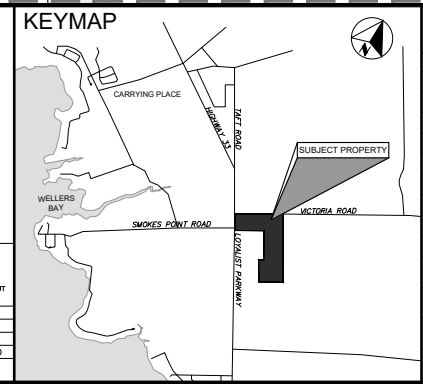 KEYMAP
N
CARRYING PLACE
HIGHWAY 33
TAFT ROAD
SUBJECT PROPERTY
WELLERS
BAY
SMOKES POINT ROAD
VICTORIA ROAD
LOYALIST PARKWAY